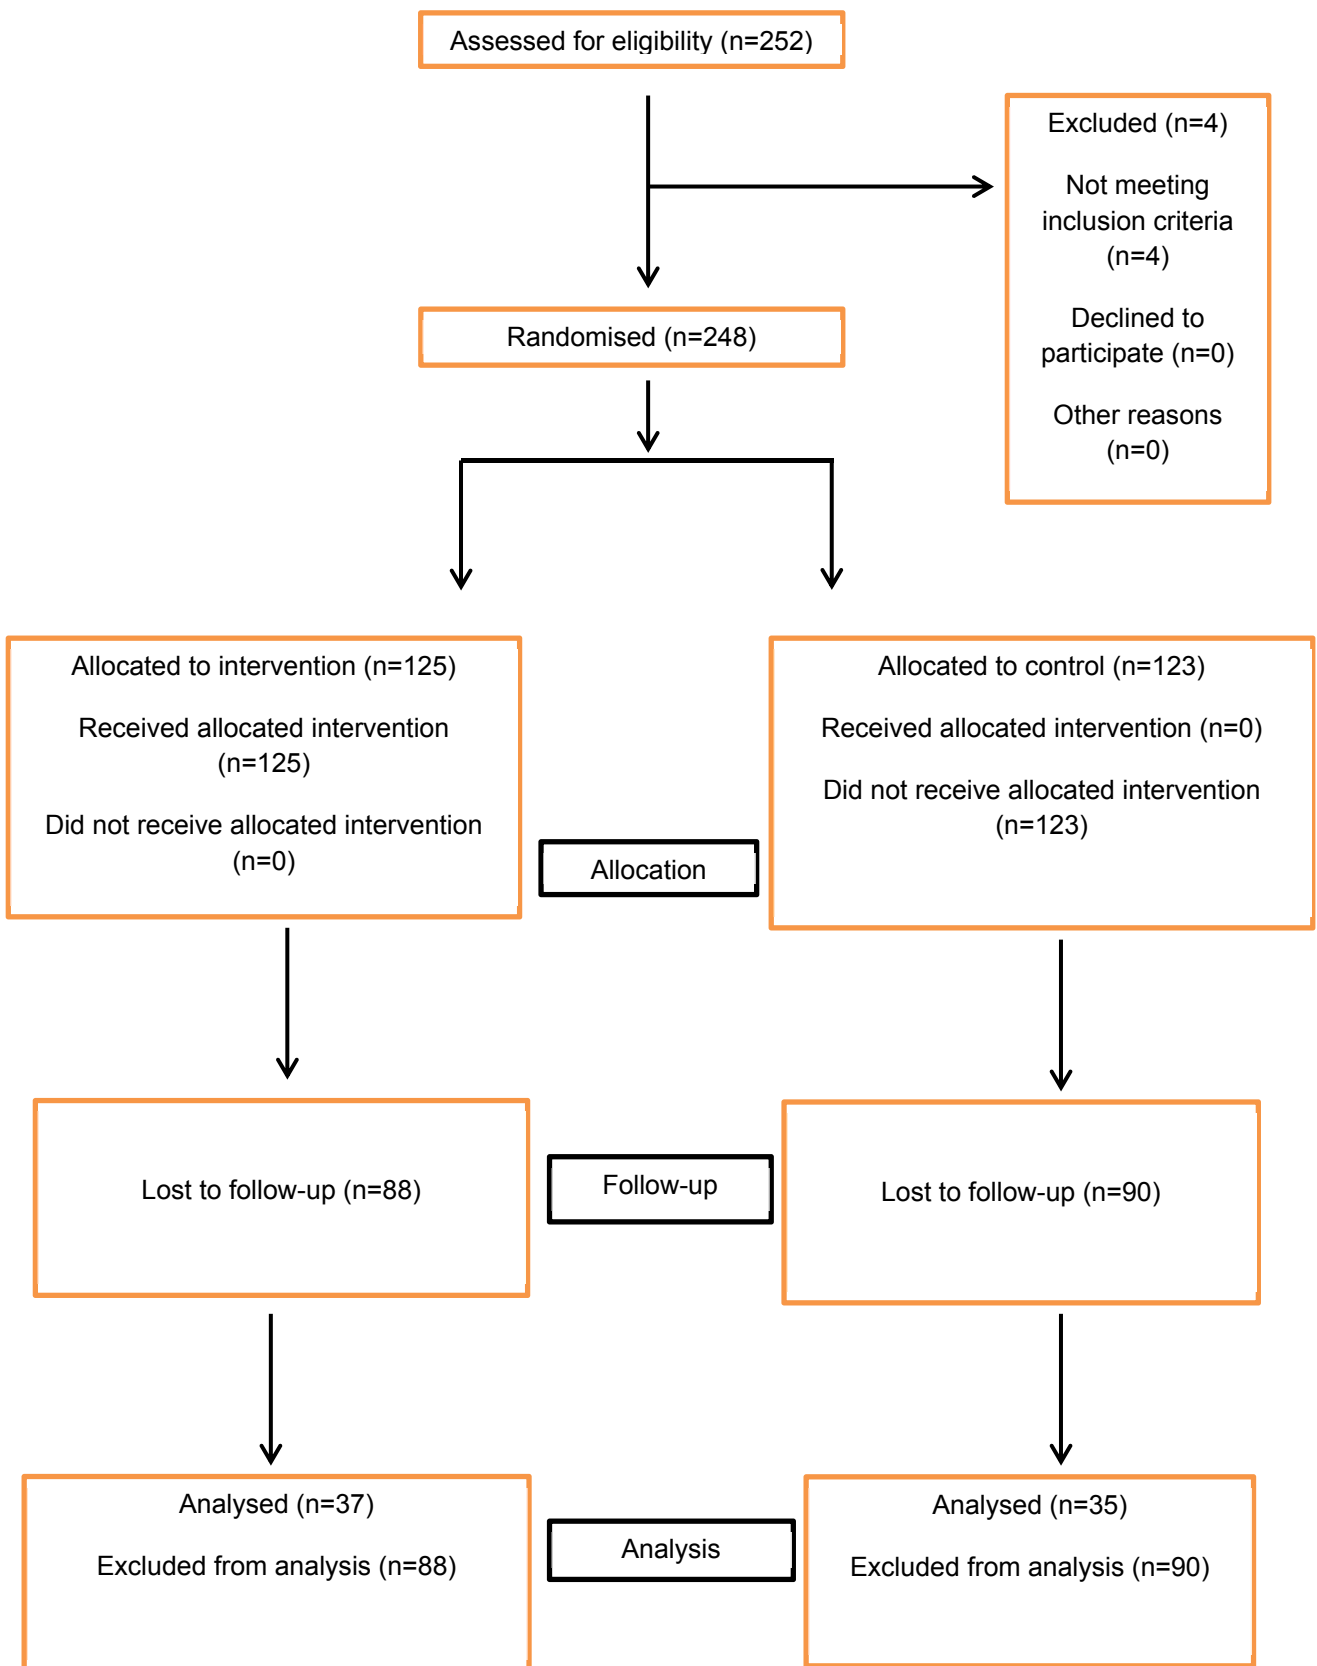 Assessed for eligibility (n=252)
Excluded (n=4)
Not meeting
inclusion criteria
(n=4)
Declined to
participate (n=0)
Other reasons
(n=0)
Randomised (n=248)
Allocated to intervention (n=125)
Received allocated intervention
(n=125)
Did not receive allocated intervention
(n=0)
Allocated to control (n=123)
Received allocated intervention (n=0)
Did not receive allocated intervention
(n=123)
Allocation
Lost to follow-up (n=88)
Follow-up
Lost to follow-up (n=90)
Analysed (n=37)
Excluded from analysis (n=88)
Analysis
Analysed (n=35)
Excluded from analysis (n=90)